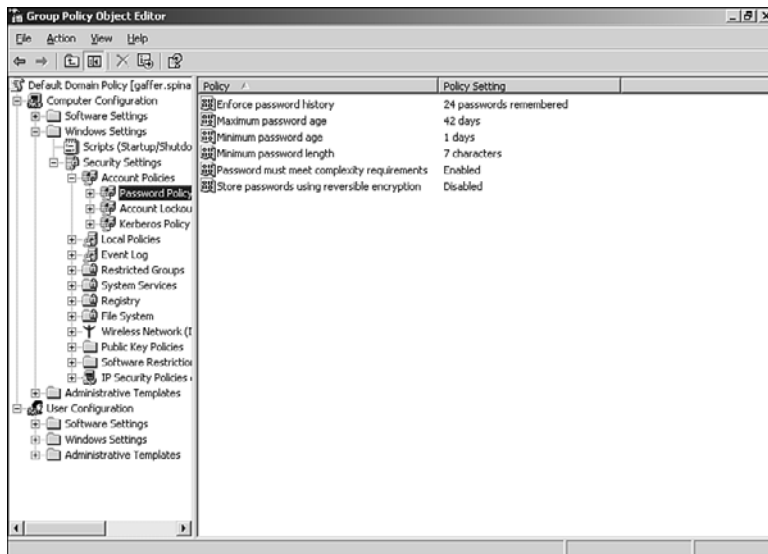 Group Policy Object Editor
File Action View Help
Default Domain Policy [gaffer.spina
Computer Configuration
Software Settings
Windows Settings
Scripts (Startup/Shutdo
Security Settings
Account Policies
Password Policy
Account Lockou
Kerberos Policy
Local Policies
Event Log
Restricted Groups
System Services
Registry
File System
Wireless Network (I
Public Key Policies
Software Restriction
IP Security Policies
Administrative Templates
User Configuration
Software Settings
Windows Settings
Administrative Templates
Policy Policy Setting
Enforce password history 24 passwords remembered
Maximum password age 42 days
Minimum password age 1 days
Minimum password length 7 characters
Password must meet complexity requirements Enabled
Store passwords using reversible encryption Disabled